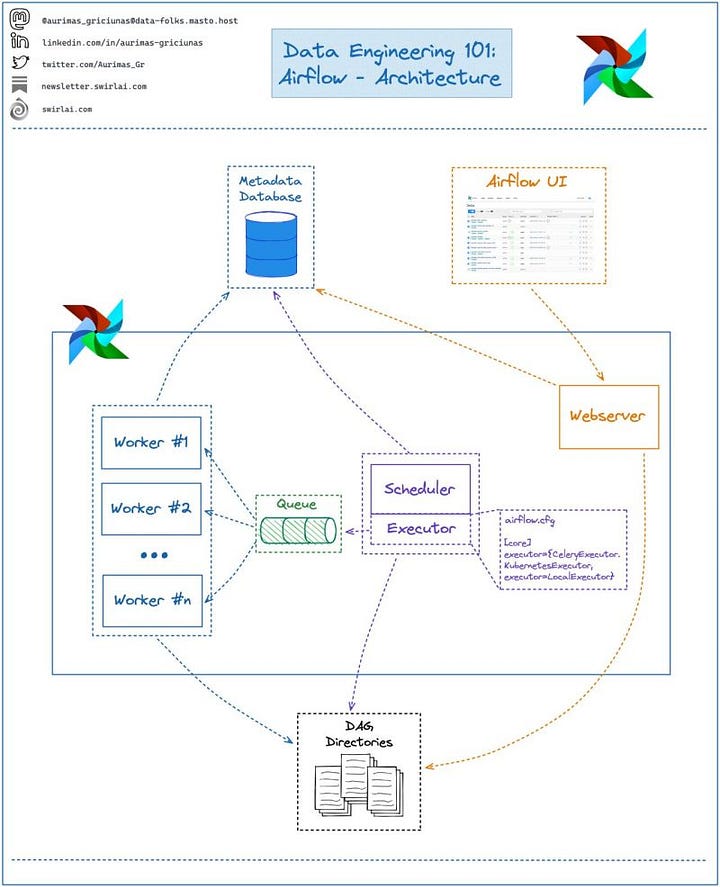 @aurimas_griciunas@data-folks.masto.host
linkedin.com/in/aurimas-griciunas
twitter.com/Aurimas_Gr
newsletter.swirlai.com
swirlai.com
Data Engineering 101:
Airflow - Architecture
Metadata
Database
Airflow UI
Webserver
Worker #1
Worker #2
Worker #n
Queue
Scheduler
Executor
airflow.cfg
[core]
executor={CeleryExecutor.
KubernetesExecutor,
executor=LocalExecutor}
DAG
Directories